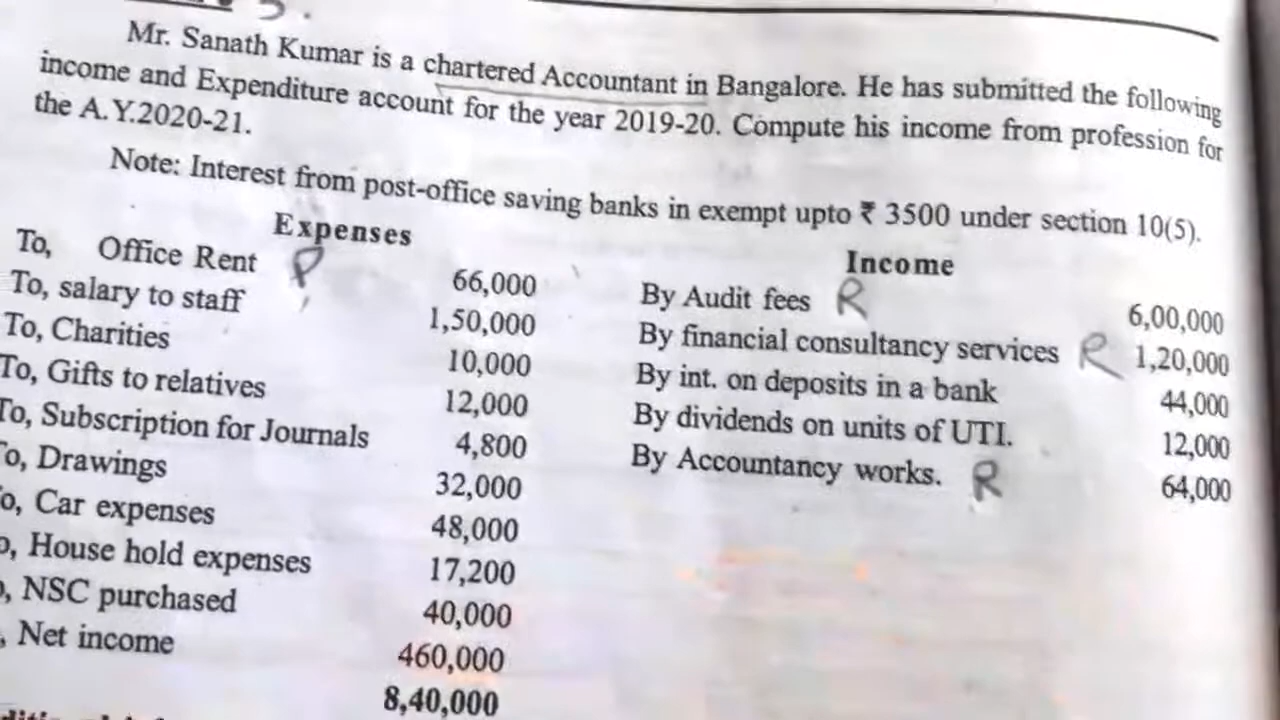 Mr. Sanath Kumar is a chartered Accountant in Bangalore. He has submitted the following
income and Expenditure account for the year 2019-20. Compute his income from profession for
the A.Y.2020-21.
Note: Interest from post-office saving banks in exempt upto ₹ 3500 under section 10(5).
Expenses
Income
To, Office Rent P 66,000 By Audit fees R 6,00,000
To, salary to staff 1,50,000 By financial consultancy services R 1,20,000
To, Charities 10,000 By int. on deposits in a bank 44,000
To, Gifts to relatives 12,000 By dividends on units of UTI. 12,000
To, Subscription for Journals 4,800 By Accountancy works. R 64,000
To, Drawings 32,000
o, Car expenses 48,000
o, House hold expenses 17,200
, NSC purchased 40,000
, Net income 460,000
8,40,000